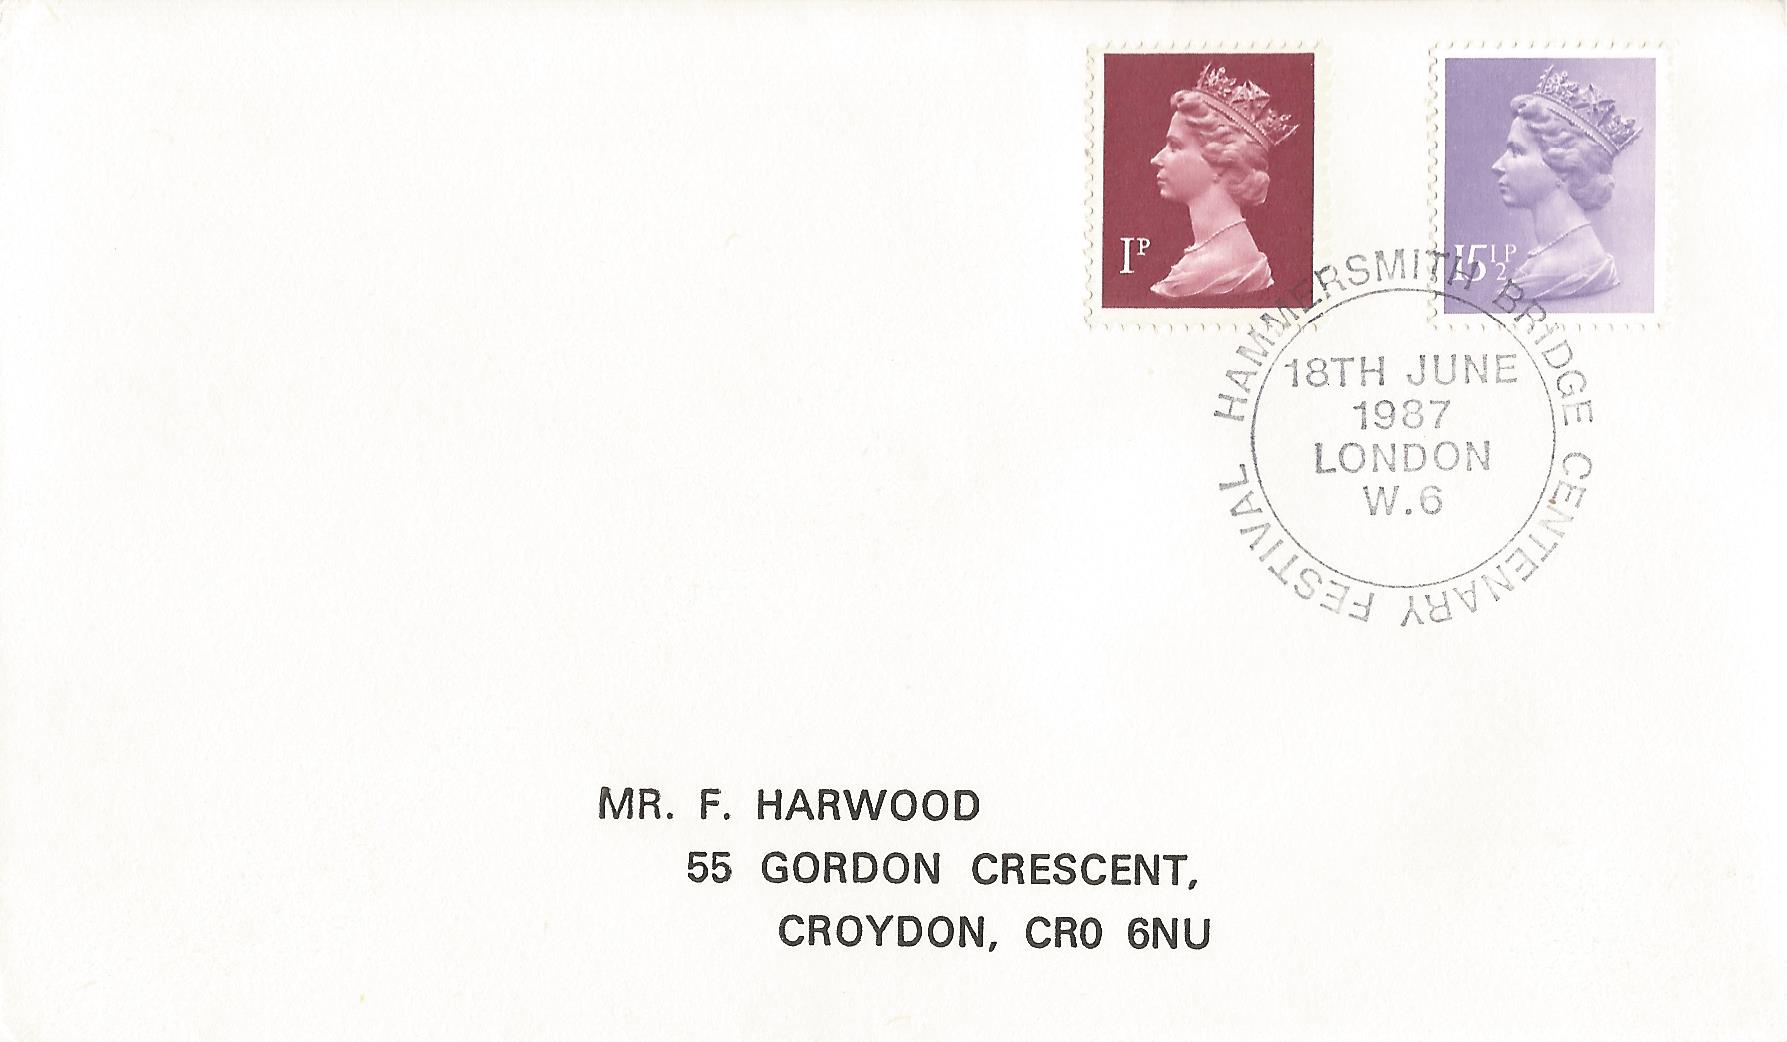 1P
15½P
HAMMERSMITH BRIDGE CENTENARY FESTIVAL
18TH JUNE
1987
LONDON
W.6
MR. F. HARWOOD
55 GORDON CRESCENT,
CROYDON, CR0 6NU